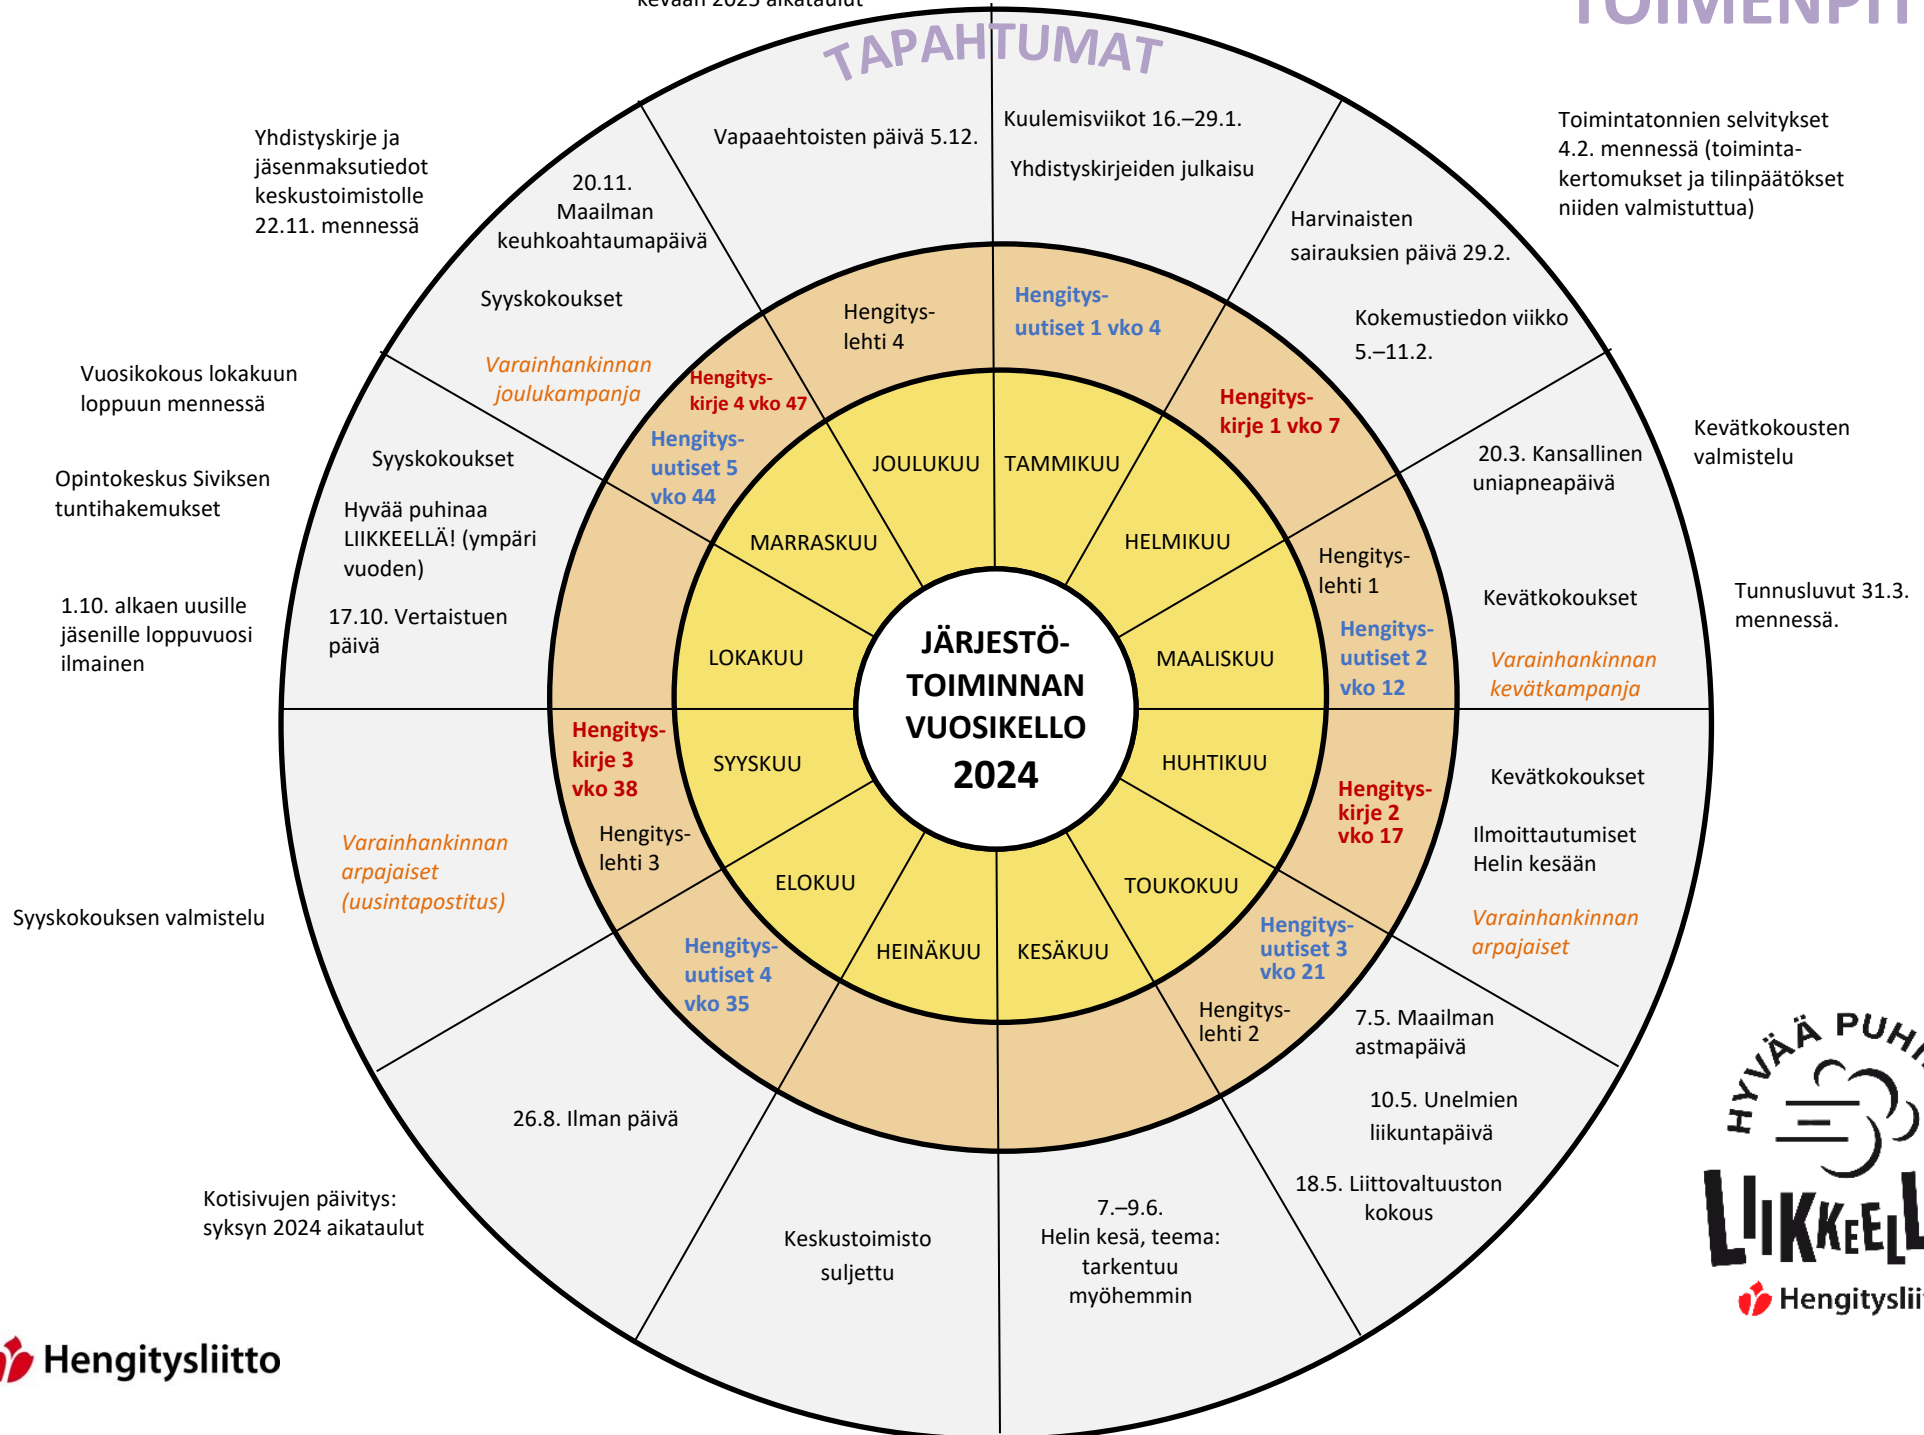 kevään 2025 aikataulut
TOIMENPIT
TAPAHTUMAT
Vapaaehtoisten päivä 5.12.
Kuulemisviikot 16.–29.1.
Yhdistyskirjeiden julkaisu
Yhdistyskirje ja
jäsenmaksutiedot
keskustoimistolle
22.11. mennessä
20.11.
Maailman
keuhkoahtaumapäivä
Syyskokoukset
Varainhankinnan
joulukampanja
Harvinaisten
sairauksien päivä 29.2.
Kokemustiedon viikko
5.–11.2.
Toimintatonnien selvitykset
4.2. mennessä (toiminta-
kertomukset ja tilinpäätökset
niiden valmistuttua)
Hengitys-
lehti 4
Hengitys-
uutiset 1 vko 4
Hengitys-
kirje 4 vko 47
Hengitys-
uutiset 5
vko 44
Hengitys-
kirje 1 vko 7
Vuosikokous lokakuun
loppuun mennessä
Opintokeskus Siviksen
tuntihakemukset
1.10. alkaen uusille
jäsenille loppuvuosi
ilmainen
Syyskokoukset
Hyvää puhinaa
LIIKKEELLÄ! (ympäri
vuoden)
17.10. Vertaistuen
päivä
JOULUKUU
TAMMIKUU
MARRASKUU
HELMIKUU
LOKAKUU
MAALISKUU
SYYSKUU
HUHTIKUU
ELOKUU
TOUKOKUU
HEINÄKUU
KESÄKUU
JÄRJESTÖ-
TOIMINNAN
VUOSIKELLO
2024
Hengitys-
lehti 1
Hengitys-
uutiset 2
vko 12
20.3. Kansallinen
uniapneapäivä
Kevätkokoukset
Varainhankinnan
kevätkampanja
Kevätkokousten
valmistelu
Tunnusluvut 31.3.
mennessä.
Hengitys-
kirje 3
vko 38
Hengitys-
lehti 3
Varainhankinnan
arpajaiset
(uusintapostitus)
Syyskokouksen valmistelu
Hengitys-
kirje 2
vko 17
Kevätkokoukset
Ilmoittautumiset
Helin kesään
Varainhankinnan
arpajaiset
Hengitys-
uutiset 4
vko 35
Hengitys-
uutiset 3
vko 21
Hengitys-
lehti 2
7.5. Maailman
astmapäivä
10.5. Unelmien
liikuntapäivä
18.5. Liittovaltuuston
kokous
26.8. Ilman päivä
Kotisivujen päivitys:
syksyn 2024 aikataulut
Keskustoimisto
suljettu
7.–9.6.
Helin kesä, teema:
tarkentuu
myöhemmin
HYVÄÄ PUHI
LIIKKEELL
Hengitysliit
Hengitysliitto